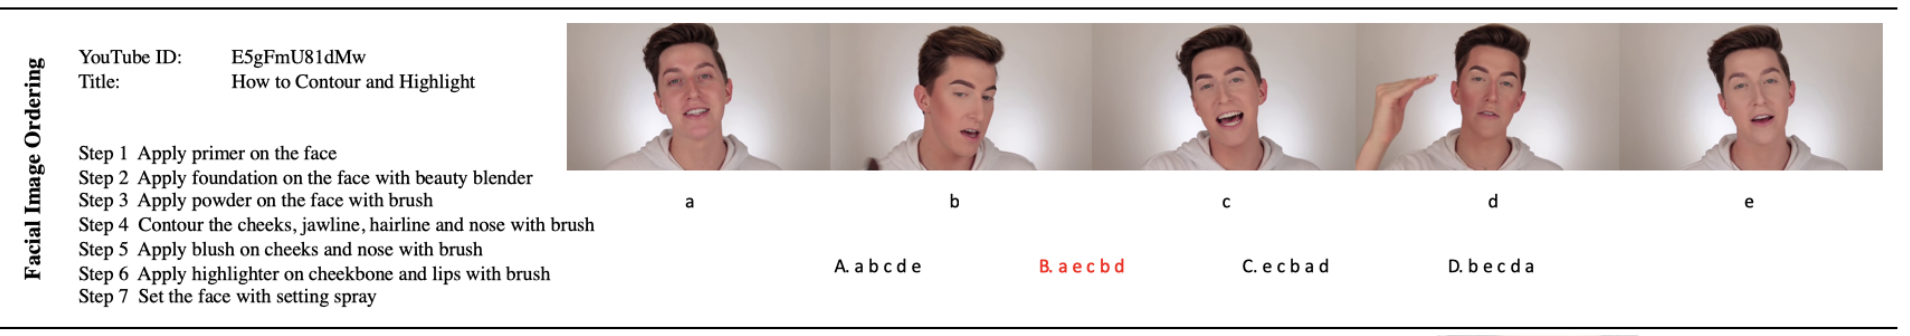 Facial Image Ordering
YouTube ID: E5gFmU81dMw
Title: How to Contour and Highlight
Step 1 Apply primer on the face
Step 2 Apply foundation on the face with beauty blender
Step 3 Apply powder on the face with brush
Step 4 Contour the cheeks, jawline, hairline and nose with brush
Step 5 Apply blush on cheeks and nose with brush
Step 6 Apply highlighter on cheekbone and lips with brush
Step 7 Set the face with setting spray
a b c d e
A. a b c d e B. a e c b d C. e c b a d D. b e c d a